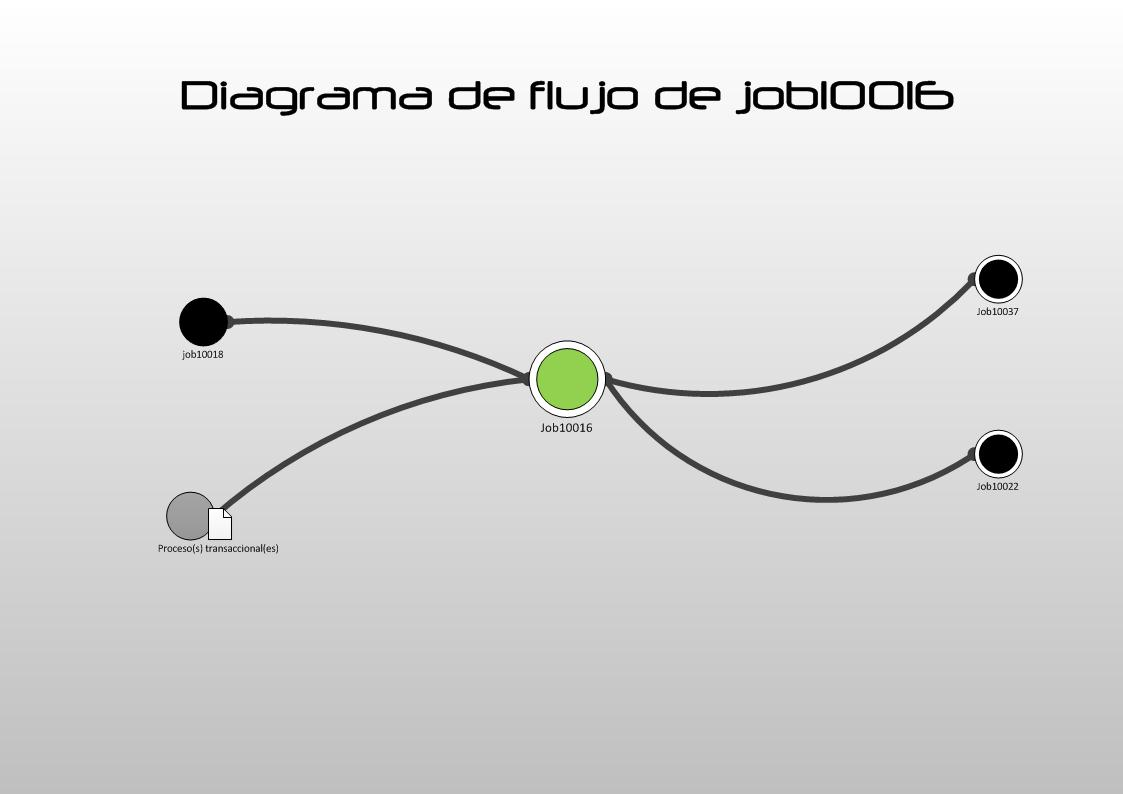 Diagrama de flujo de job10016
Job10037
job10018
Job10016
Job10022
Proceso(s) transaccional(es)